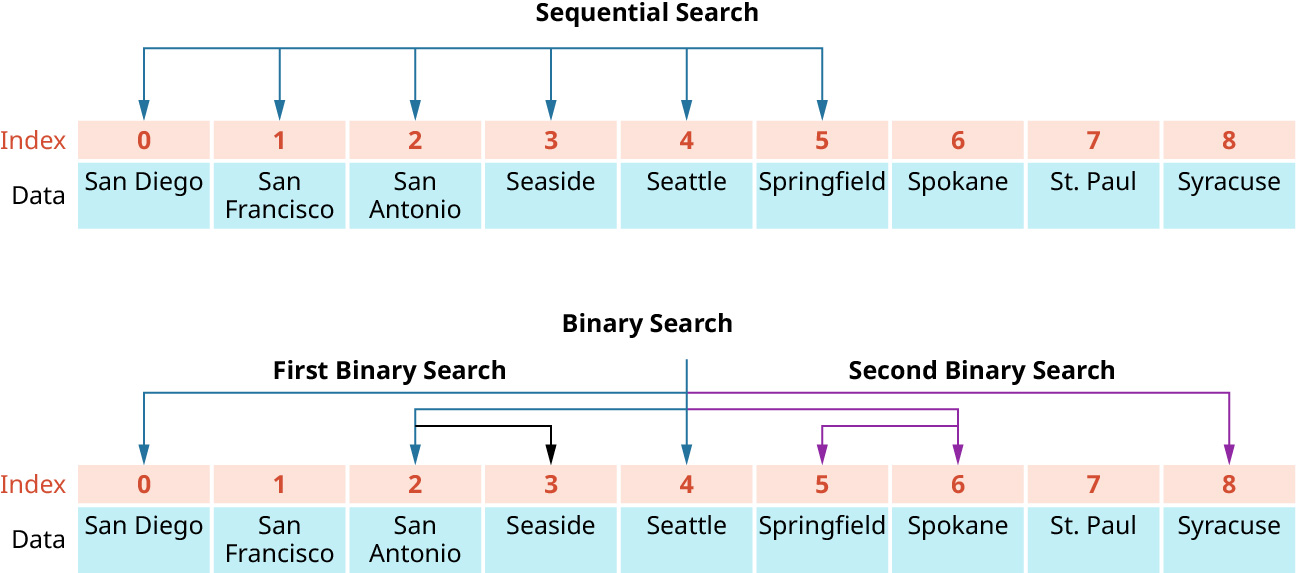 Sequential Search
Index 0 1 2 3 4 5 6 7 8
Data San Diego San Francisco San Antonio Seaside Seattle Springfield Spokane St. Paul Syracuse
Binary Search
First Binary Search Second Binary Search
Index 0 1 2 3 4 5 6 7 8
Data San Diego San Francisco San Antonio Seaside Seattle Springfield Spokane St. Paul Syracuse